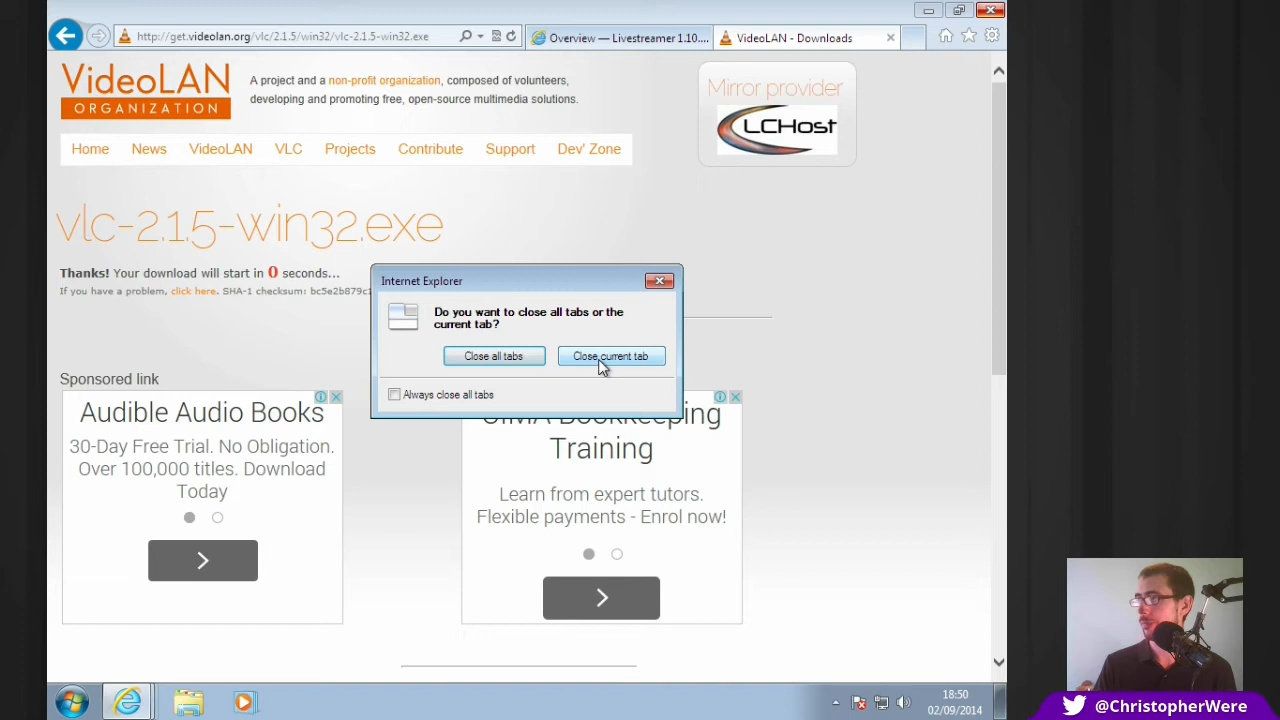 http://get.videolan.org/vlc/2.1.5/win32/vlc-2.1.5-win32.exe
Overview — Livestreamer 1.10....
VideoLAN - Downloads
VideoLAN
ORGANIZATION
A project and a non-profit organization, composed of volunteers,
developing and promoting free, open-source multimedia solutions.
Mirror provider
LCHost
Home News VideoLAN VLC Projects Contribute Support Dev' Zone
vlc-2.1.5-win32.exe
Thanks! Your download will start in 0 seconds...
If you have a problem, click here. SHA-1 checksum: bc5e2b879c1
Internet Explorer
Do you want to close all tabs or the
current tab?
Close all tabs
Close current tab
Always close all tabs
Sponsored link
Audible Audio Books
30-Day Free Trial. No Obligation.
Over 100,000 titles. Download
Today
Bookkeeping
Training
Learn from expert tutors.
Flexible payments - Enrol now!
18:50
02/09/2014
@ChristopherWere